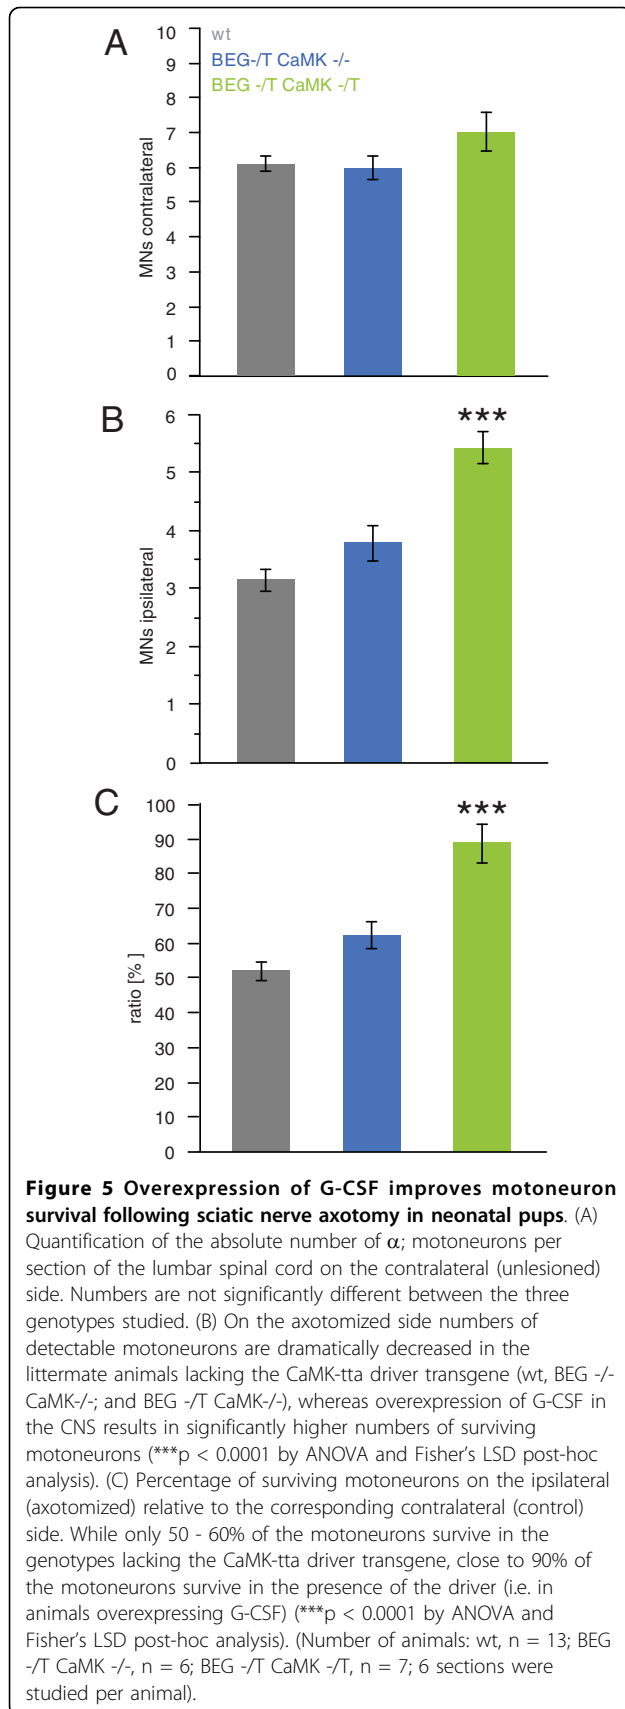 A
wt
BEG-/T CaMK -/-
BEG -/T CaMK -/T
10
9
8
7
6
5
4
3
2
1
0
MNs contralateral
B
***
6
5
4
3
2
1
0
MNs ipsilateral
C
***
100
90
80
70
60
50
40
30
20
10
0
ratio [% ]
Figure 5 Overexpression of G-CSF improves motoneuron
survival following sciatic nerve axotomy in neonatal pups. (A)
Quantification of the absolute number of α; motoneurons per
section of the lumbar spinal cord on the contralateral (unlesioned)
side. Numbers are not significantly different between the three
genotypes studied. (B) On the axotomized side numbers of
detectable motoneurons are dramatically decreased in the
littermate animals lacking the CaMK-tta driver transgene (wt, BEG -/-
CaMK-/-; and BEG -/T CaMK-/-), whereas overexpression of G-CSF in
the CNS results in significantly higher numbers of surviving
motoneurons (***p < 0.0001 by ANOVA and Fisher's LSD post-hoc
analysis). (C) Percentage of surviving motoneurons on the ipsilateral
(axotomized) relative to the corresponding contralateral (control)
side. While only 50 - 60% of the motoneurons survive in the
genotypes lacking the CaMK-tta driver transgene, close to 90% of
the motoneurons survive in the presence of the driver (i.e. in
animals overexpressing G-CSF) (***p < 0.0001 by ANOVA and
Fisher's LSD post-hoc analysis). (Number of animals: wt, n = 13; BEG
-/T CaMK -/-, n = 6; BEG -/T CaMK -/T, n = 7; 6 sections were
studied per animal).